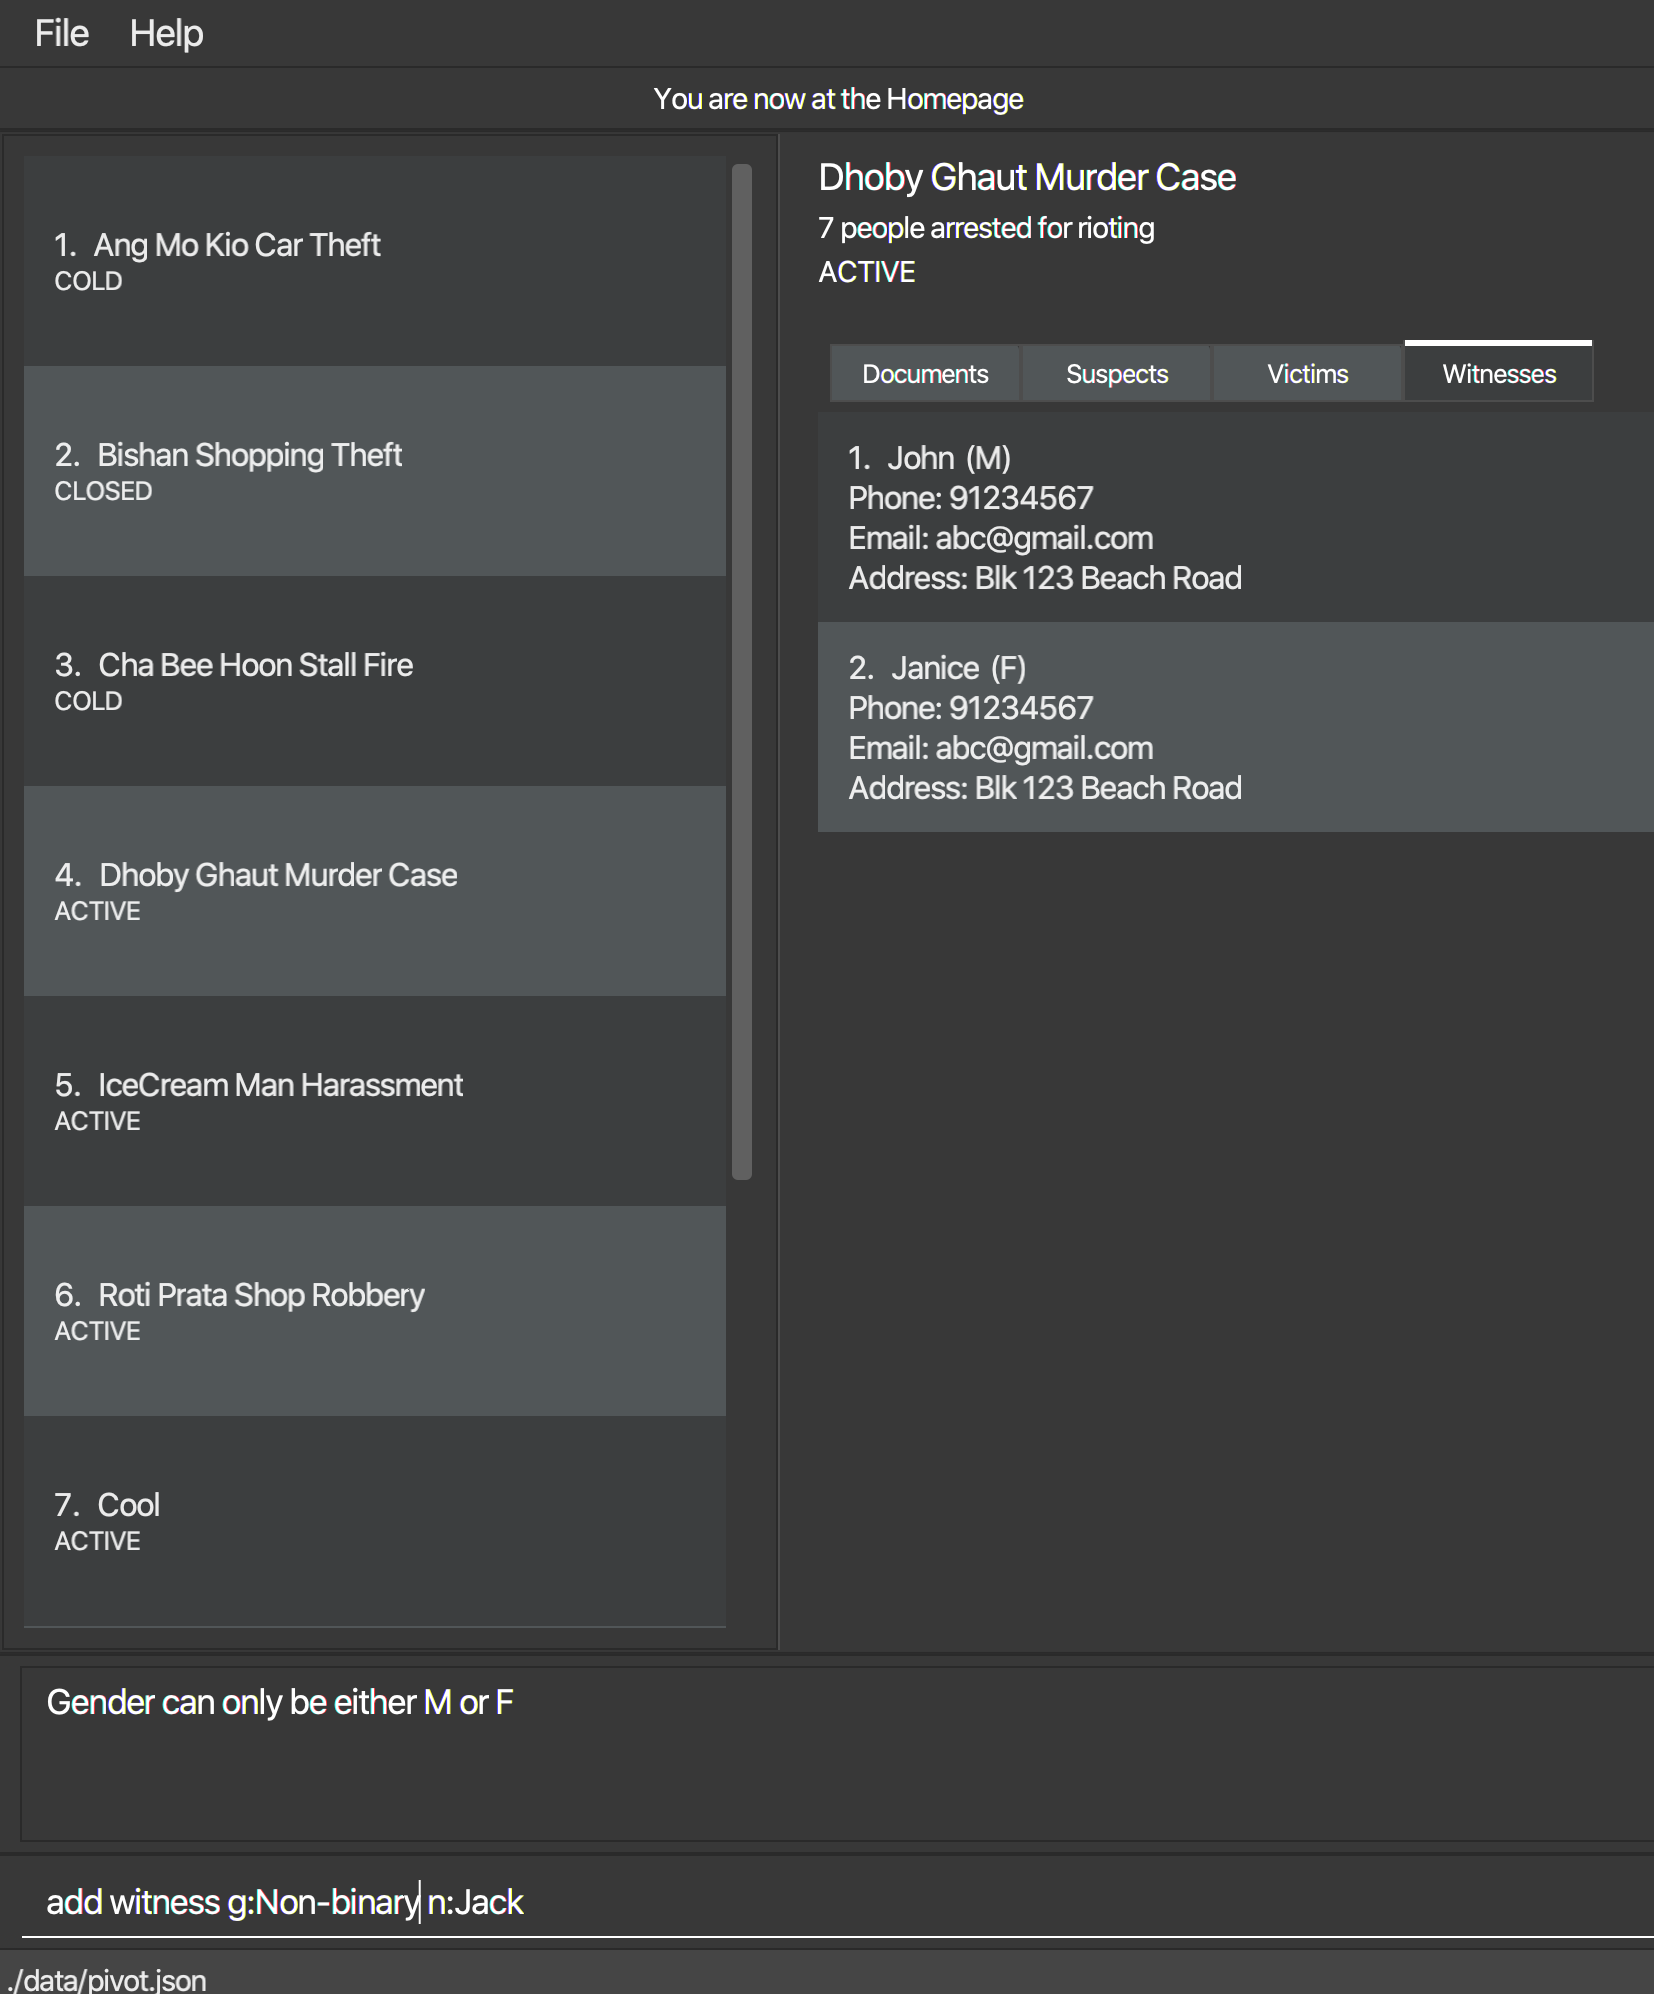 File Help
You are now at the Homepage
1. Ang Mo Kio Car Theft
COLD
2. Bishan Shopping Theft
CLOSED
3. Cha Bee Hoon Stall Fire
COLD
4. Dhoby Ghaut Murder Case
ACTIVE
5. IceCream Man Harassment
ACTIVE
6. Roti Prata Shop Robbery
ACTIVE
7. Cool
ACTIVE
Dhoby Ghaut Murder Case
7 people arrested for rioting
ACTIVE
Documents Suspects Victims Witnesses
1. John (M)
Phone: 91234567
Email: abc@gmail.com
Address: Blk 123 Beach Road
2. Janice (F)
Phone: 91234567
Email: abc@gmail.com
Address: Blk 123 Beach Road
Gender can only be either M or F
add witness g:Non-binary n:Jack
./data/pivot.json